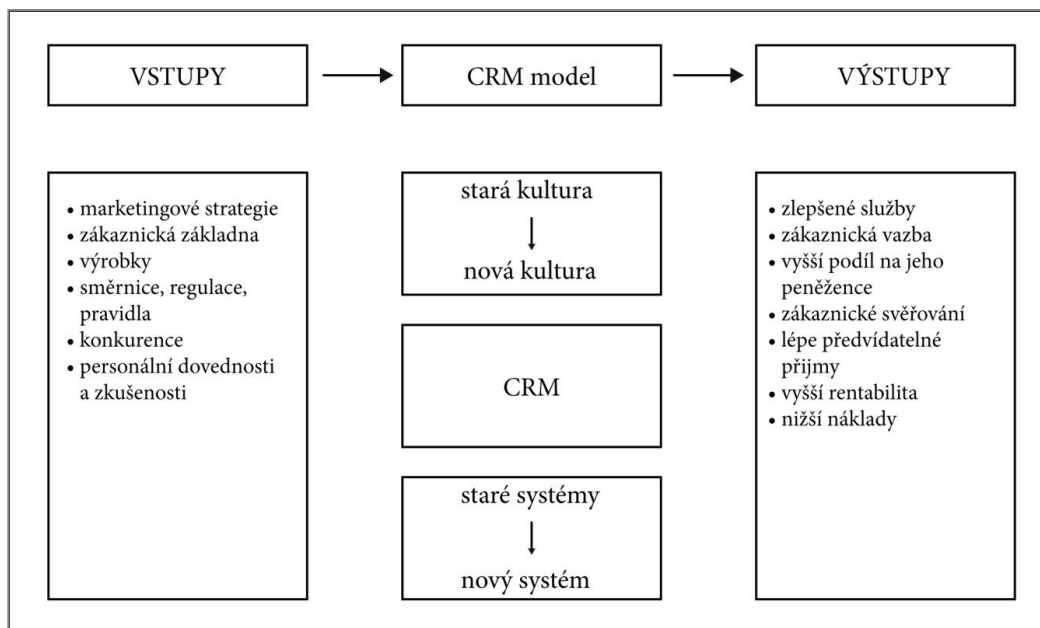 VSTUPY
CRM model
VÝSTUPY
• marketingové strategie
• zákaznická základna
• výrobky
• směrnice, regulace,
pravidla
• konkurence
• personální dovednosti
a zkušenosti
stará kultura
nová kultura
CRM
staré systémy
nový systém
• zlepšené služby
• zákaznická vazba
• vyšší podíl na jeho
peněžence
• zákaznické svěřování
• lépe předvídatelné
přijmy
• vyšší rentabilita
• nižší náklady